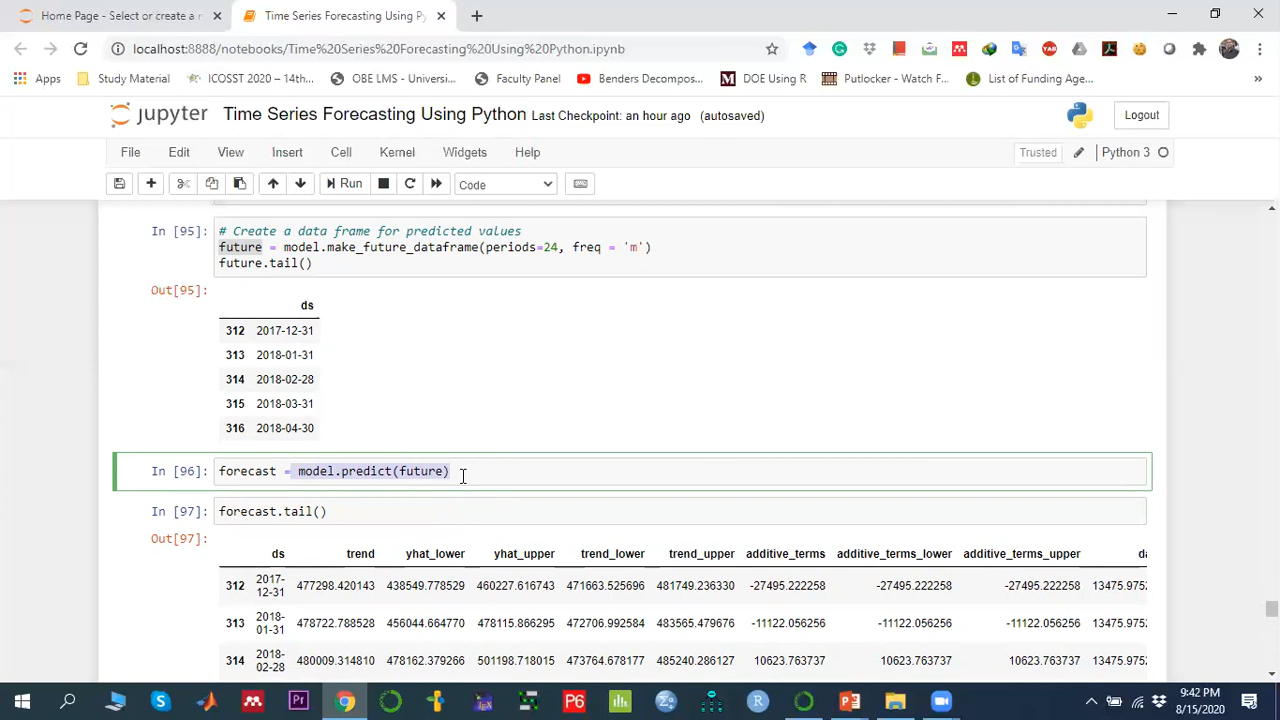 Home Page - Select or create a n
Time Series Forecasting Using Py
localhost:8888/notebooks/Time%20Series%20Forecasting%20Using%20Python.ipynb
Apps
Study Material
ICOSST 2020 – 14th...
OBE LMS - Universi...
Faculty Panel
Benders Decompos...
DOE Using R
Putlocker - Watch F...
List of Funding Age...
»
jupyter Time Series Forecasting Using Python Last Checkpoint: an hour ago (autosaved)
Logout
File Edit View Insert Cell Kernel Widgets Help
Trusted
Python 3
Run
Code
In [95]:
# Create a data frame for predicted values
future = model.make_future_dataframe(periods=24, freq = 'm')
future.tail()
Out[95]:
ds
312 2017-12-31
313 2018-01-31
314 2018-02-28
315 2018-03-31
316 2018-04-30
In [96]: forecast = model.predict(future)
In [97]: forecast.tail()
Out[97]:
ds trend yhat_lower yhat_upper trend_lower trend_upper additive_terms additive_terms_lower additive_terms_upper da
312 2017-12-31 477298.420143 438549.778529 460227.616743 471663.525696 481749.236330 -27495.222258 -27495.222258 -27495.222258 13475.9752
313 2018-01-31 478722.788528 456044.664770 478115.866295 472706.992584 483565.479676 -11122.056256 -11122.056256 -11122.056256 13475.9752
314 2018-02-28 480009.314810 478162.379266 501198.718015 473764.678177 485240.286127 10623.763737 10623.763737 10623.763737 13475.9752
9:42 PM
8/15/2020